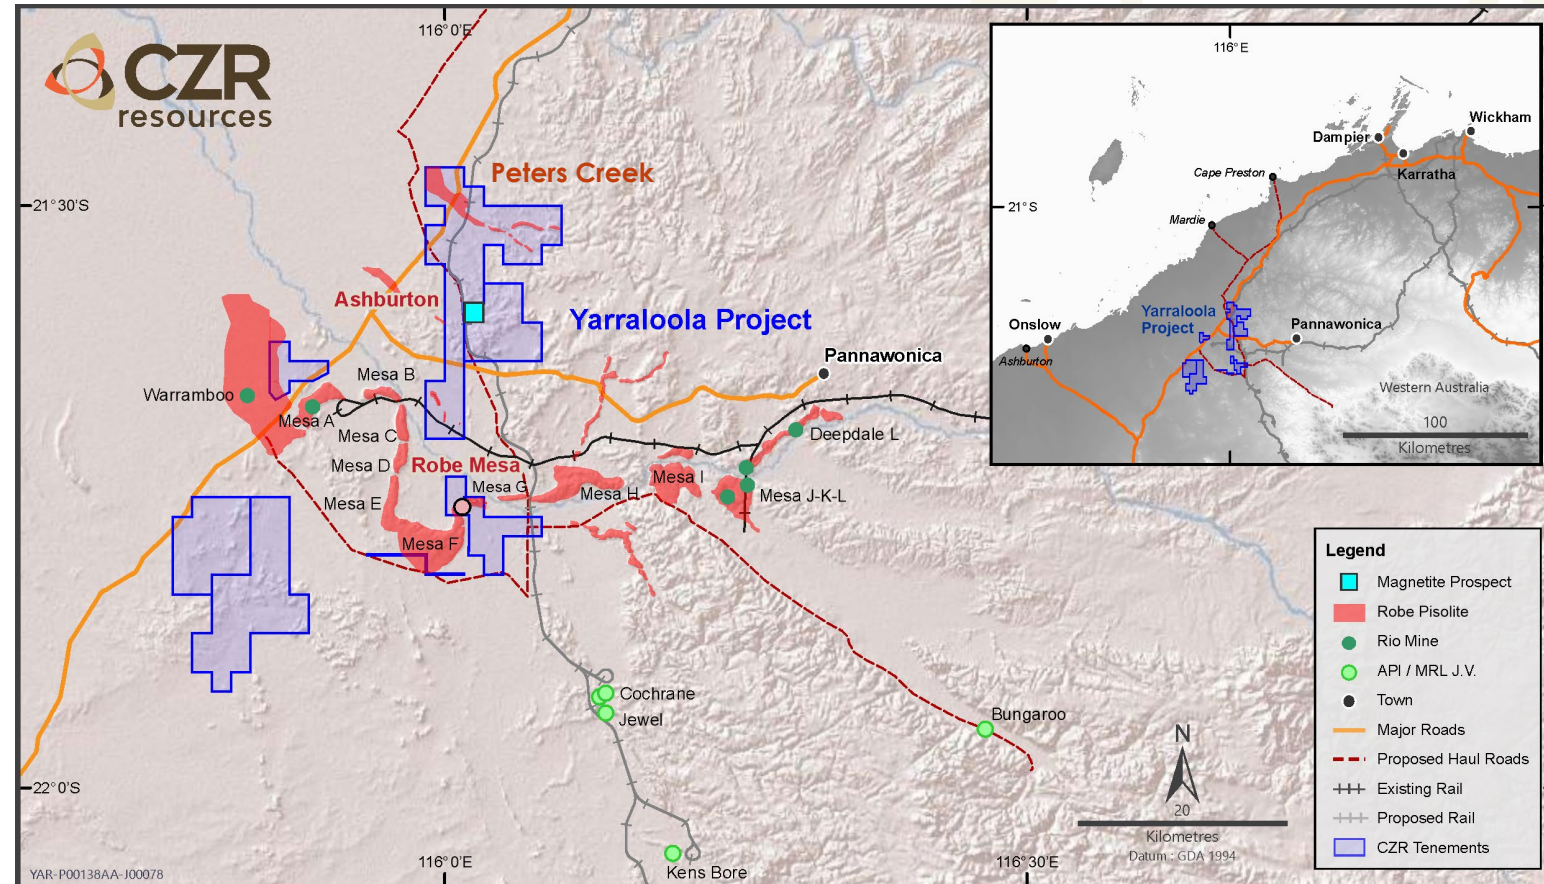 CZR
resources
116°0'E
21°30'S
Peters Creek
Ashburton
Yarraloola Project
Pannawonica
Warramboo
Mesa A
Mesa B
Mesa C
Mesa D
Robe Mesa
Mesa E
Mesa G
Mesa F
Mesa H
Mesa I
Mesa J-K-L
Deepdale L
Cochrane
Jewel
Bungaroo
Kens Bore
22°0'S
116°0'E
116°30'E
YAR-P00138AA-J00078
N
20
Kilometres
Datum : GDA 1994
116°E
Wickham
Dampier
Karratha
Cape Preston
21°S
Mardie
Yarraloola
Project
Onslow
Ashburton
Pannawonica
Western Australia
100
Kilometres
Legend
Magnetite Prospect
Robe Pisolite
Rio Mine
API / MRL J.V.
Town
Major Roads
Proposed Haul Roads
Existing Rail
Proposed Rail
CZR Tenements